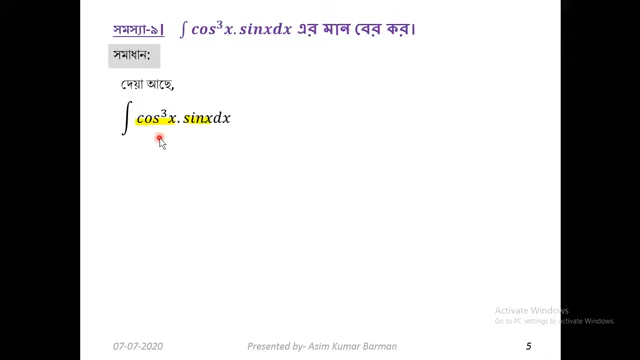 সমস্যা-৯। ∫ cos³x. sinxdx এর মান বের কর।
সমাধান:
দেয়া আছে,
∫ cos³x. sinxdx
Activate Windows
Go to PC settings to activate Windows.
07-07-2020 Presented by- Asim Kumar Barman 5